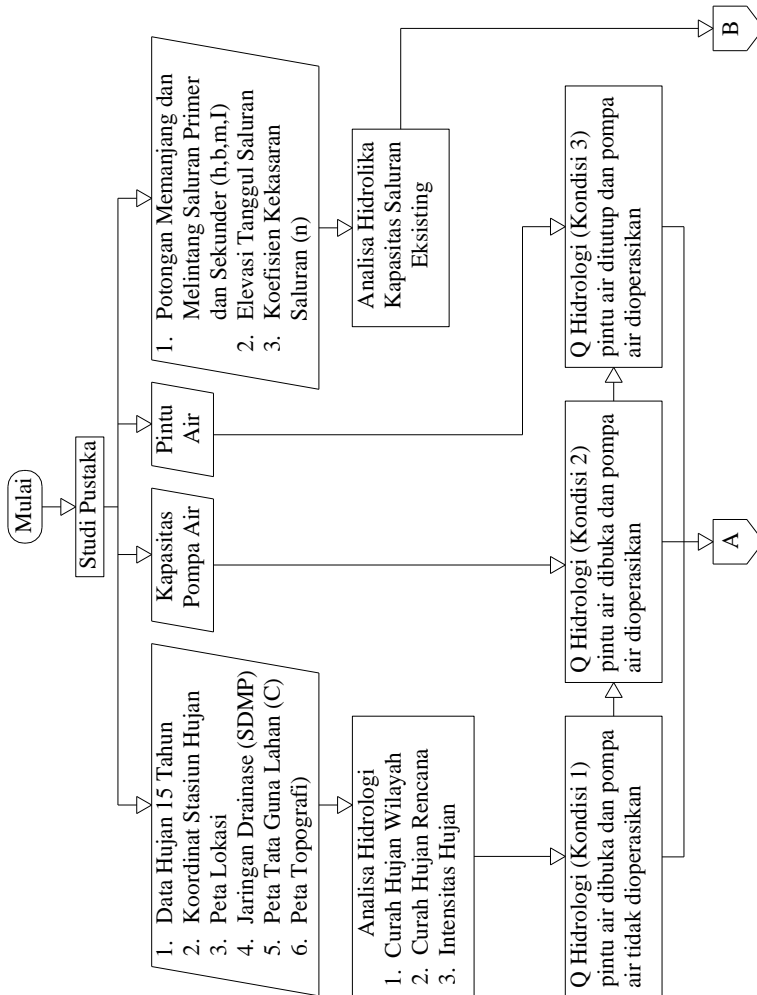 Mulai
Studi Pustaka
1. Data Hujan 15 Tahun
2. Koordinat Stasiun Hujan
3. Peta Lokasi
4. Jaringan Drainase (SDMP)
5. Peta Tata Guna Lahan (C)
6. Peta Topografi
Kapasitas
Pompa Air
Pintu
Air
1. Potongan Memanjang dan
Melintang Saluran Primer
dan Sekunder (h,b,m,I)
2. Elevasi Tanggul Saluran
3. Koefisien Kekasaran
Saluran (n)
Analisa Hidrologi
1. Curah Hujan Wilayah
2. Curah Hujan Rencana
3. Intensitas Hujan
Analisa Hidrolika
Kapasitas Saluran
Eksisting
Q Hidrologi (Kondisi 1)
pintu air dibuka dan pompa
air tidak dioperasikan
Q Hidrologi (Kondisi 2)
pintu air dibuka dan pompa
air dioperasikan
Q Hidrologi (Kondisi 3)
pintu air ditutup dan pompa
air dioperasikan
A
B